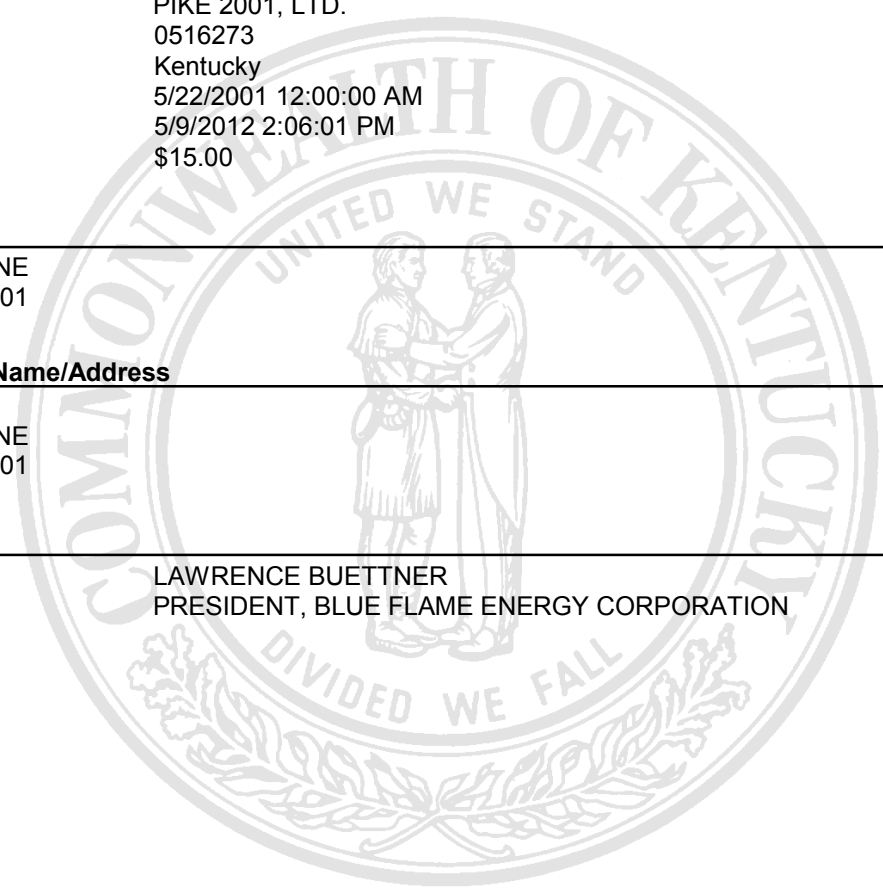 PIKE 2001, LTD.
0516273
Kentucky
5/22/2001 12:00:00 AM
5/9/2012 2:06:01 PM
$15.00
COMMONWEALTH OF KENTUCKY
UNITED WE STAND
NE
01
Name/Address
NE
01
LAWRENCE BUETTNER
PRESIDENT, BLUE FLAME ENERGY CORPORATION
DIVIDED WE FALL